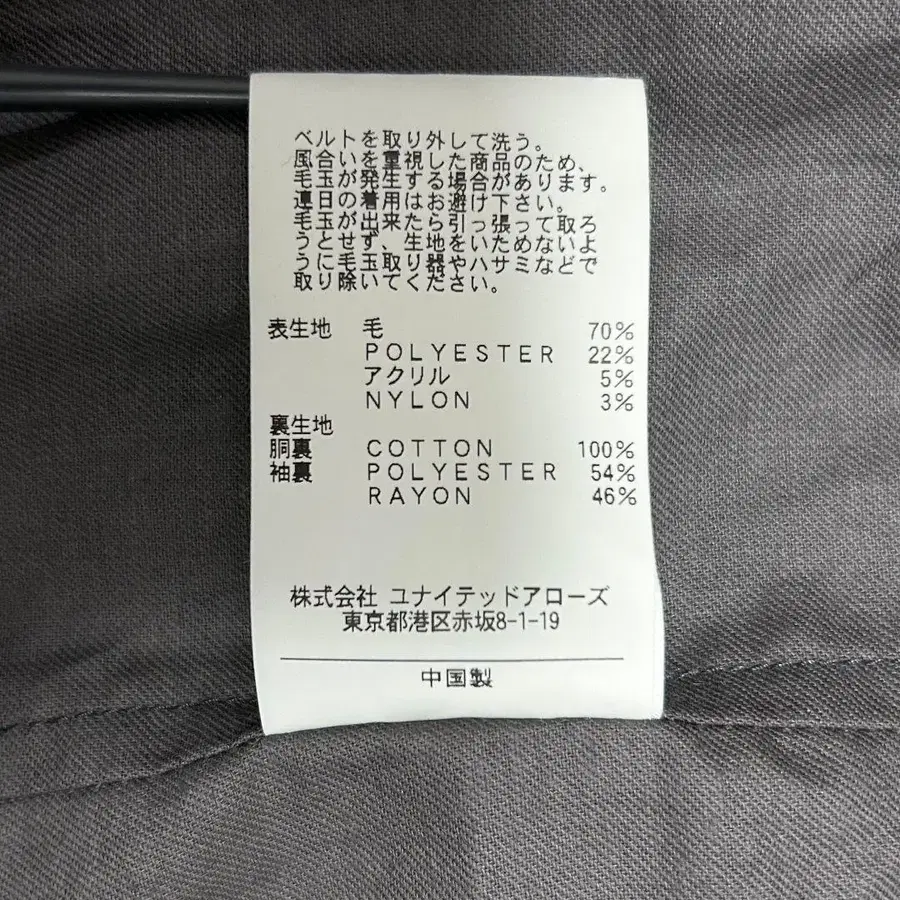 ベルトを取り外して洗う。
風合いを重視した商品のため、
毛玉が発生する場合があります。
連日の着用はお避け下さい。
毛玉が出来たら引っ張って取ろ
うとせず、生地をいためないよ
うに毛玉取り器やハサミなどで
取り除いてください。
表生地 毛 70%
POLYESTER 22%
アクリル 5%
NYLON 3%
裏生地
胴裏 COTTON 100%
袖裏 POLYESTER 54%
RAYON 46%
株式会社 ユナイテッドアローズ
東京都港区赤坂8-1-19
中国製